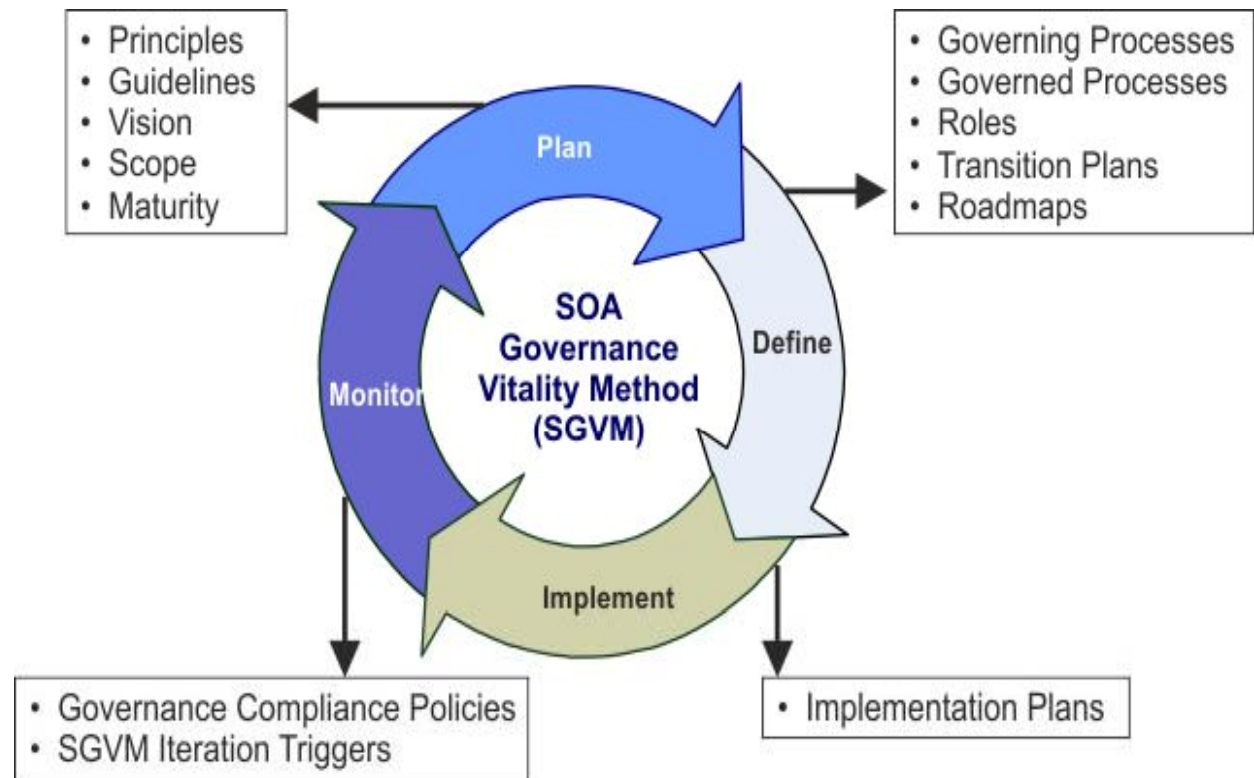 • Principles
• Guidelines
• Vision
• Scope
• Maturity
• Governing Processes
• Governed Processes
• Roles
• Transition Plans
• Roadmaps
Plan
SOA
Governance
Vitality Method
(SGVM)
Define
Monitor
Implement
• Governance Compliance Policies
• SGVM Iteration Triggers
• Implementation Plans